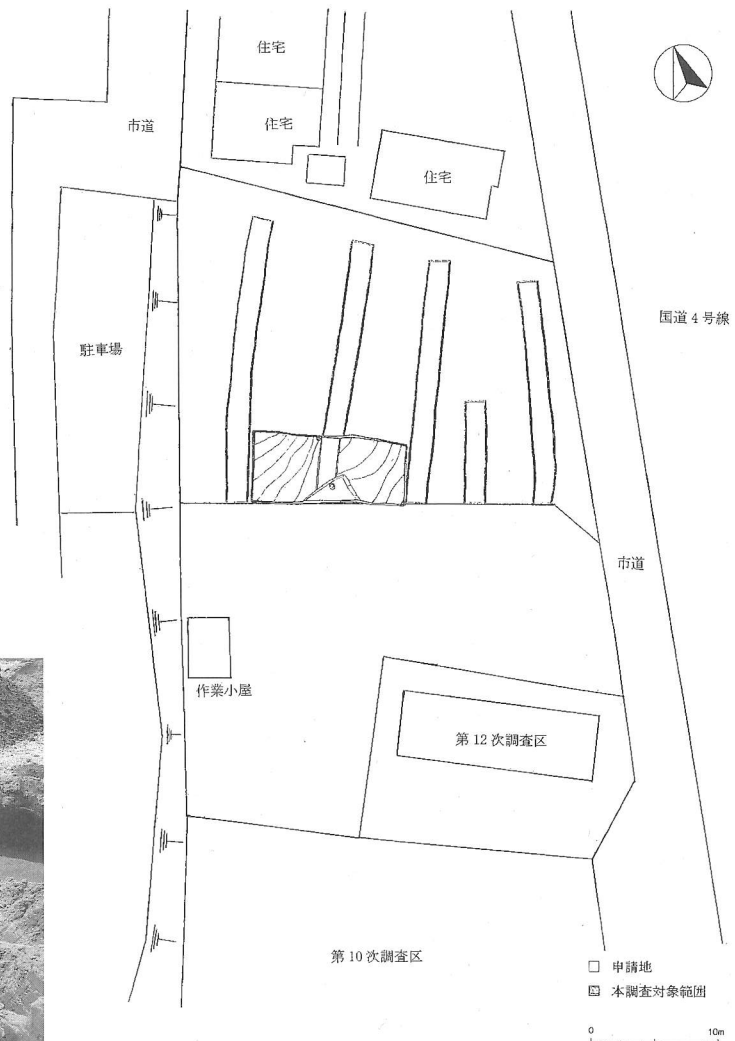 住宅
市道
住宅
住宅
国道4号線
駐車場
市道
作業小屋
第12次調査区
第10次調査区
申請地
本調査対象範囲
0 10m